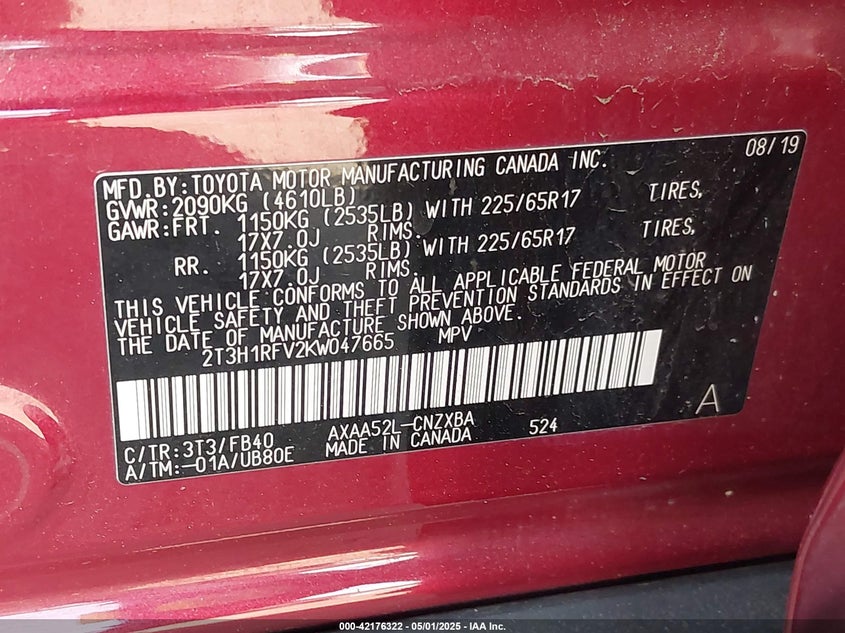 08/19
MFD.BY:TOYOTA MOTOR MANUFACTURING CANADA INC.
GVWR:2090KG (4610LB)
GAWR:FRT. 1150KG (2535LB) WITH 225/65R17 TIRES,
17X7.0J RIMS.
RR. 1150KG (2535LB) WITH 225/65R17 TIRES,
17X7.0J RIMS.
THIS VEHICLE CONFORMS TO ALL APPLICABLE FEDERAL MOTOR
VEHICLE SAFETY AND THEFT PREVENTION STANDARDS IN EFFECT ON
THE DATE OF MANUFACTURE SHOWN ABOVE.
2T3H1RFV2KW047665 MPV
A
C/TR:3T3/FB40 AXAA52L-CNZXBA 524
A/TM:-01A/UB80E MADE IN CANADA
000-42176322 - 05/01/2025 - IAA Inc.